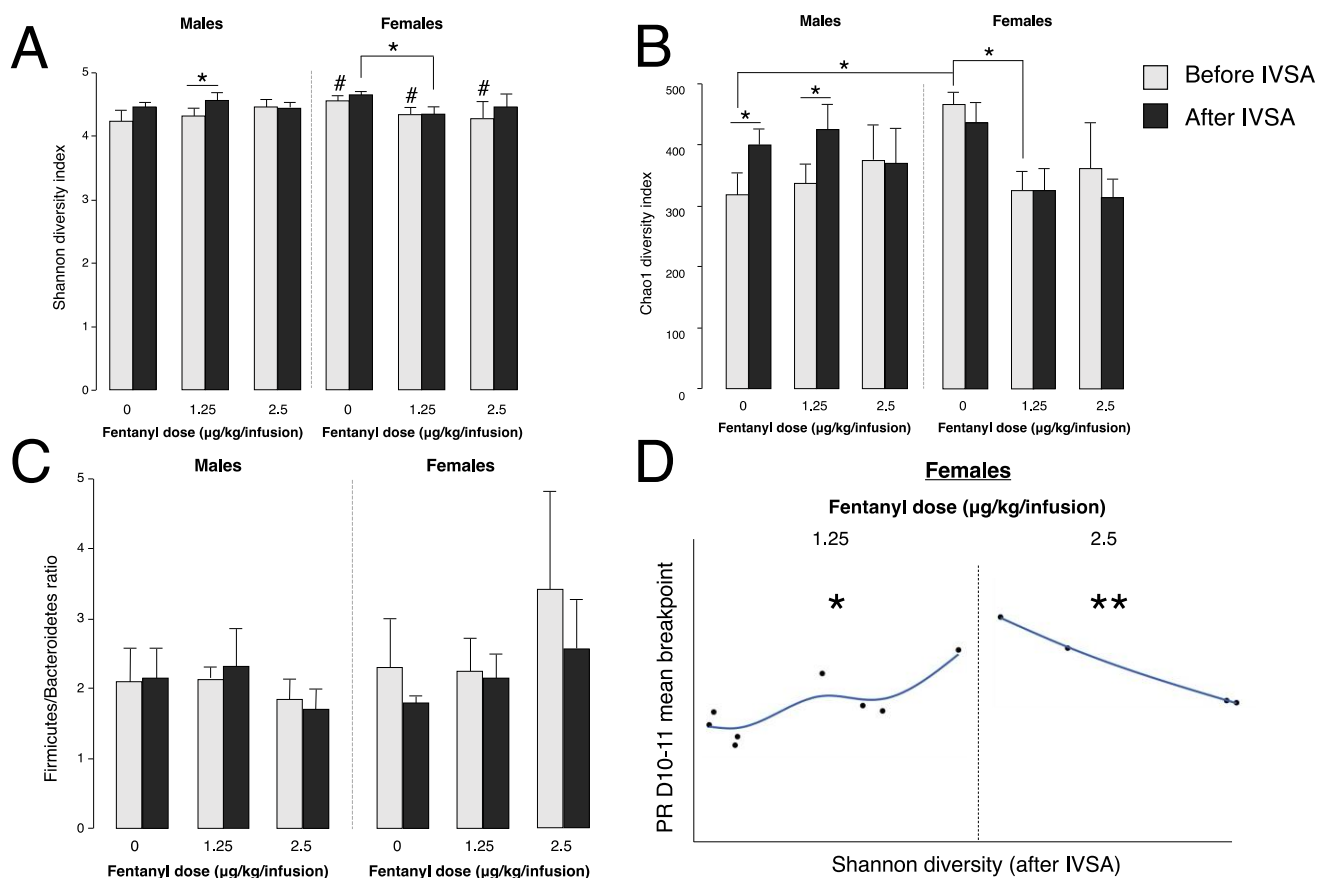 A
Males
Females
*
*
#
#
#
5
4
3
2
1
0
Shannon diversity index
0
1.25
2.5
0
1.25
2.5
Fentanyl dose (µg/kg/infusion)
Fentanyl dose (µg/kg/infusion)
B
Males
Females
*
*
*
*
500
400
300
200
100
0
Chao1 diversity index
0
1.25
2.5
0
1.25
2.5
Fentanyl dose (µg/kg/infusion)
Fentanyl dose (µg/kg/infusion)
Before IVSA
After IVSA
C
Males
Females
5
4
3
2
1
0
Firmicutes/Bacteroidetes ratio
0
1.25
2.5
0
1.25
2.5
Fentanyl dose (µg/kg/infusion)
Fentanyl dose (µg/kg/infusion)
D
Females
Fentanyl dose (µg/kg/infusion)
1.25
2.5
*
**
PR D10-11 mean breakpoint
Shannon diversity (after IVSA)